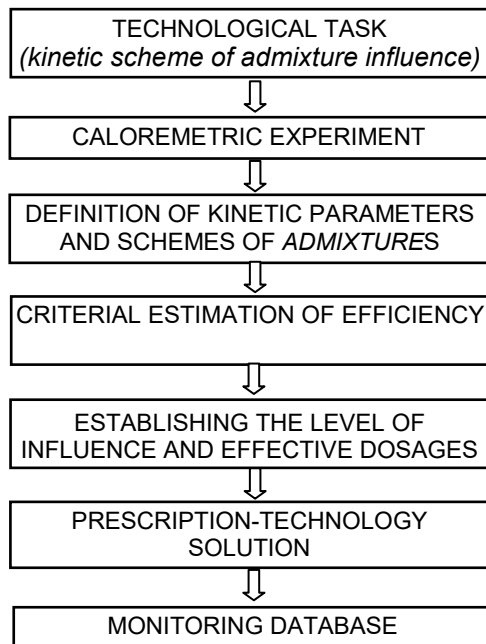 TECHNOLOGICAL TASK
(kinetic scheme of admixture influence)
CALOREMETRIC EXPERIMENT
DEFINITION OF KINETIC PARAMETERS
AND SCHEMES OF ADMIXTURES
CRITERIAL ESTIMATION OF EFFICIENCY
ESTABLISHING THE LEVEL OF
INFLUENCE AND EFFECTIVE DOSAGES
PRESCRIPTION-TECHNOLOGY
SOLUTION
MONITORING DATABASE